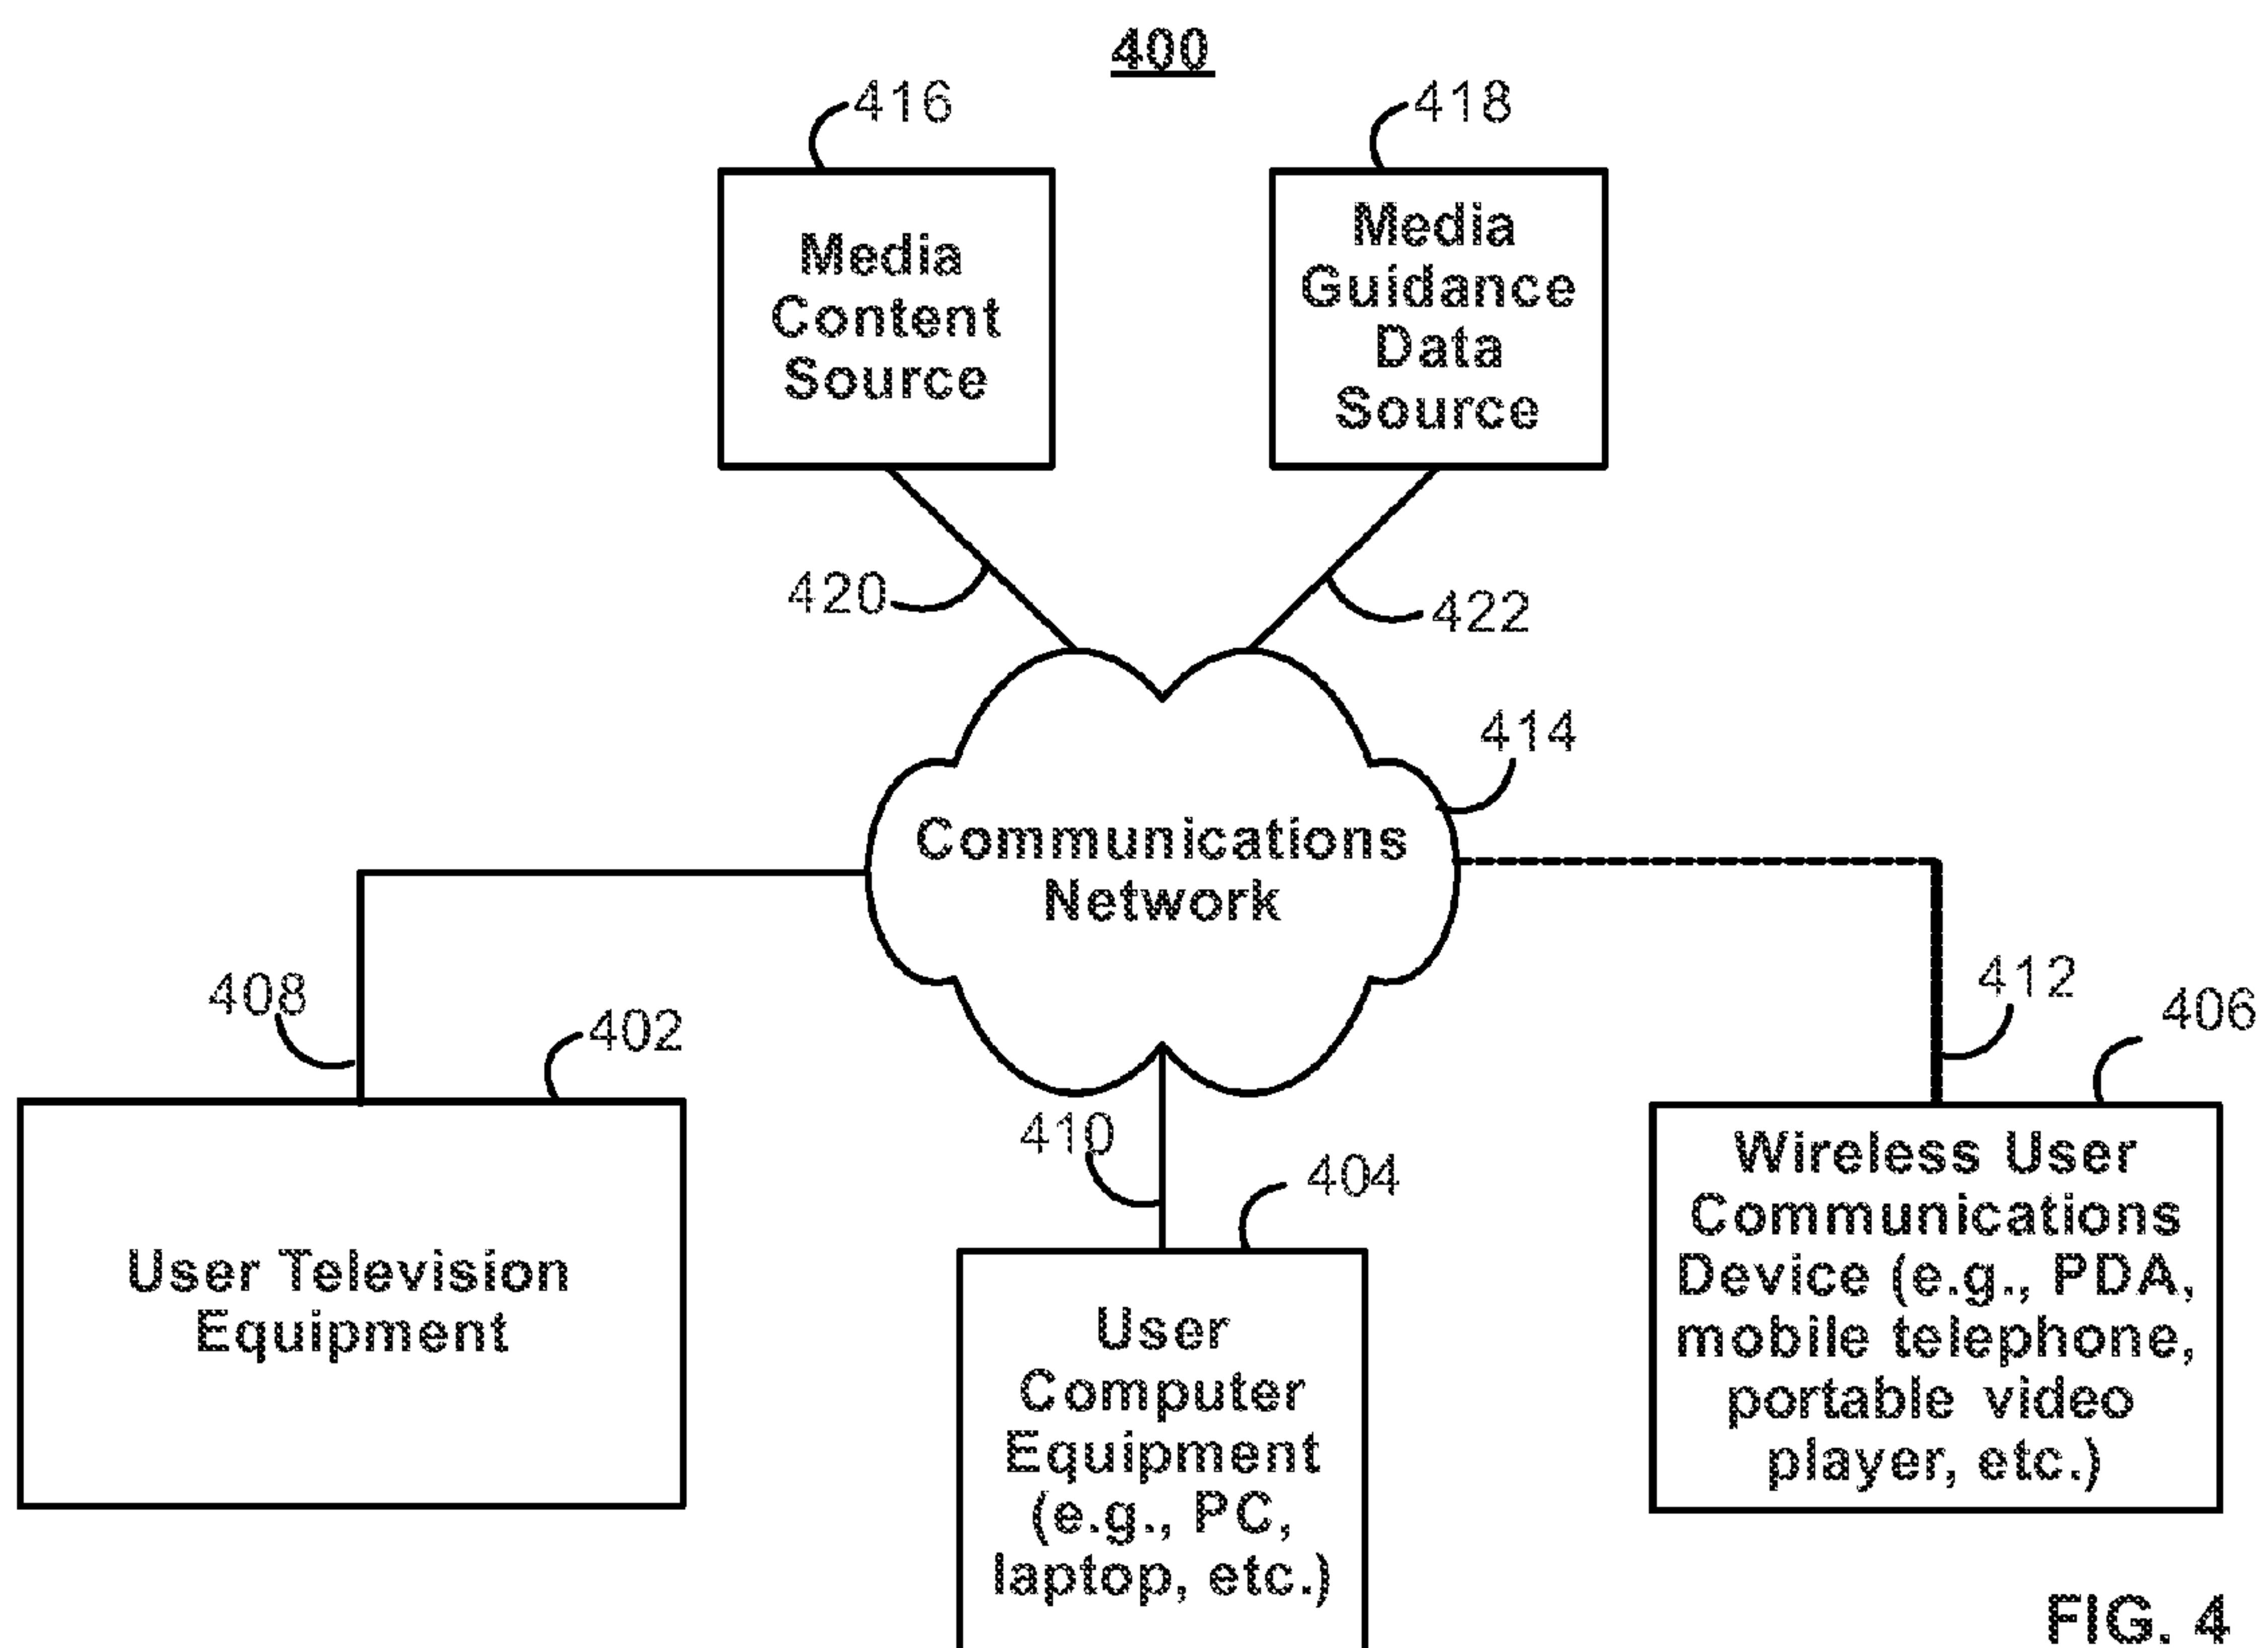 400
416
418
Media
Content
Source
Media
Guidance
Data
Source
420
422
414
Communications
Network
408
402
412
406
410
404
User Television
Equipment
User
Computer
Equipment
(e.g., PC,
laptop, etc.)
Wireless User
Communications
Device (e.g., PDA,
mobile telephone,
portable video
player, etc.)
FIG. 4